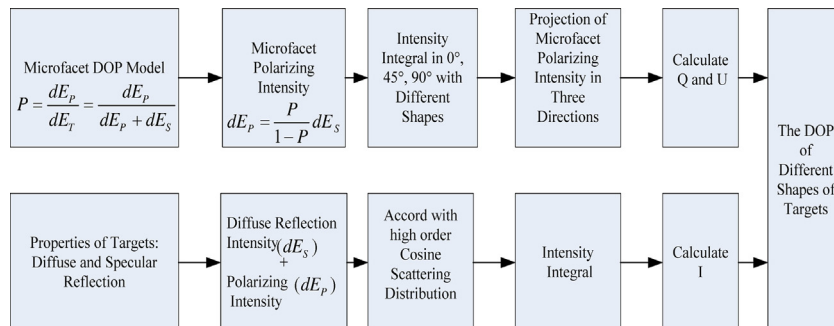 Microfacet DOP Model
P = dE_P / dE_T = dE_P / (dE_P + dE_S)
Microfacet
Polarizing
Intensity
dE_P = P / (1 − P) dE_S
Intensity
Integral in 0°,
45°, 90° with
Different
Shapes
Projection of
Microfacet
Polarizing
Intensity in
Three
Directions
Calculate
Q and U
The DOP
of
Different
Shapes of
Targets
Properties of Targets:
Diffuse and Specular
Reflection
Diffuse Reflection
Intensity(dE_S)
+
Polarizing (dE_P)
Intensity
Accord with
high order
Cosine
Scattering
Distribution
Intensity
Integral
Calculate
I